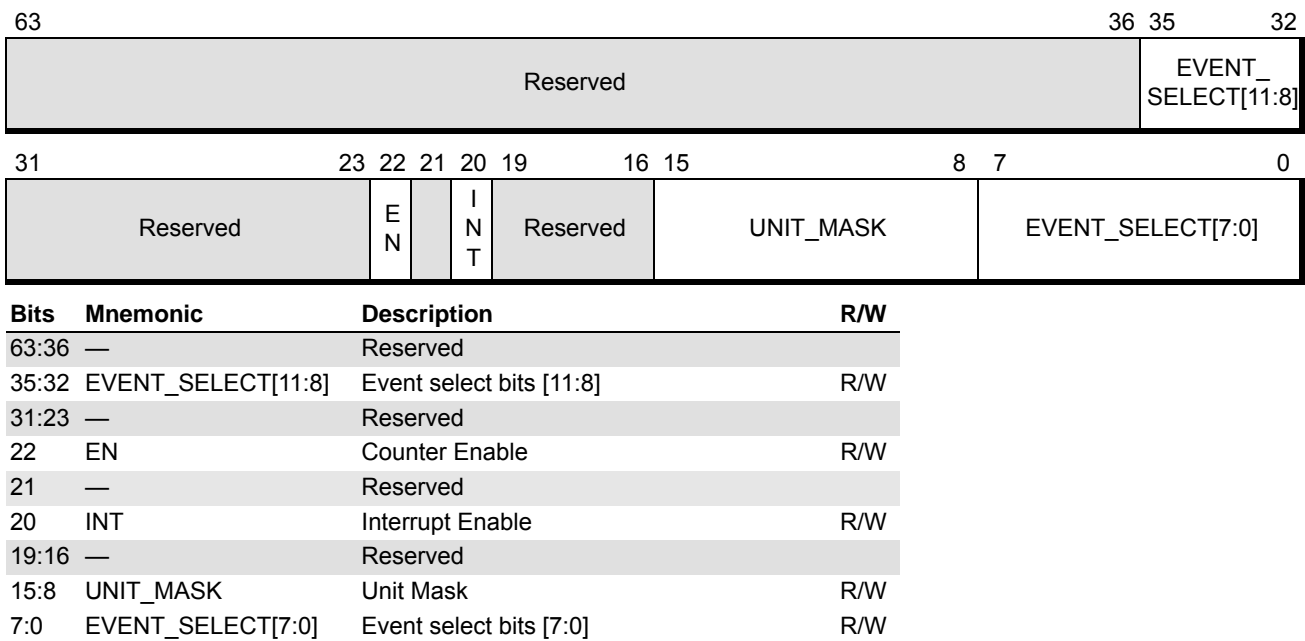 63 36 35 32
Reserved
EVENT_
SELECT[11:8]
31 23 22 21 20 19 16 15 8 7 0
Reserved
E
N
I
N
T
Reserved
UNIT_MASK
EVENT_SELECT[7:0]
Bits Mnemonic Description R/W
63:36 — Reserved
35:32 EVENT_SELECT[11:8] Event select bits [11:8] R/W
31:23 — Reserved
22 EN Counter Enable R/W
21 — Reserved
20 INT Interrupt Enable R/W
19:16 — Reserved
15:8 UNIT_MASK Unit Mask R/W
7:0 EVENT_SELECT[7:0] Event select bits [7:0] R/W